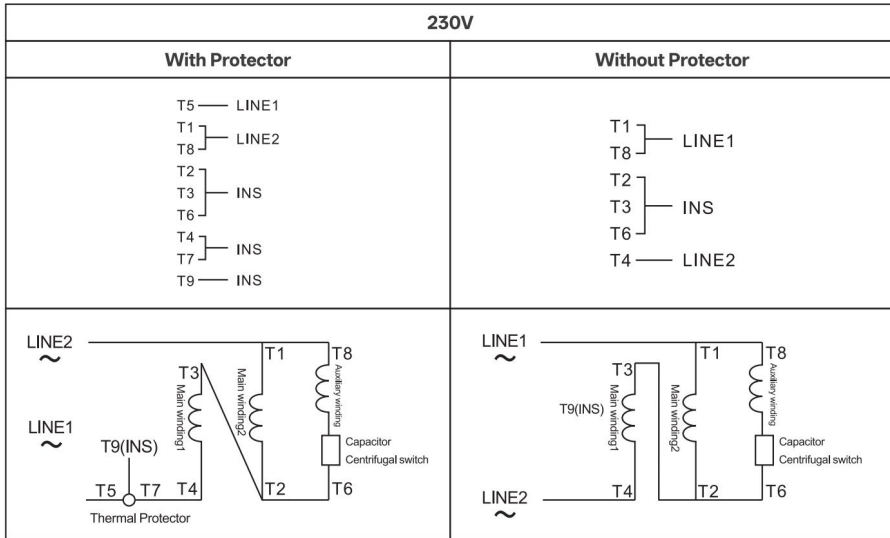 230V
With Protector
Without Protector
T5 LINE1
T1
T8
LINE2
T2
T3
T6
INS
T4
T7
INS
T9 INS
T1
T8
LINE1
T2
T3
T6
INS
T4 LINE2
LINE2
~
T1
T8
T3
Main winding1
Main winding2
Auxiliary winding
LINE1
~
T9(INS)
Capacitor
Centrifugal switch
T5
T7
T4
T2
T6
Thermal Protector
LINE1
~
T1
T8
T3
Main winding1
Main winding2
Auxiliary winding
T9(INS)
Capacitor
Centrifugal switch
LINE2
~
T4
T2
T6